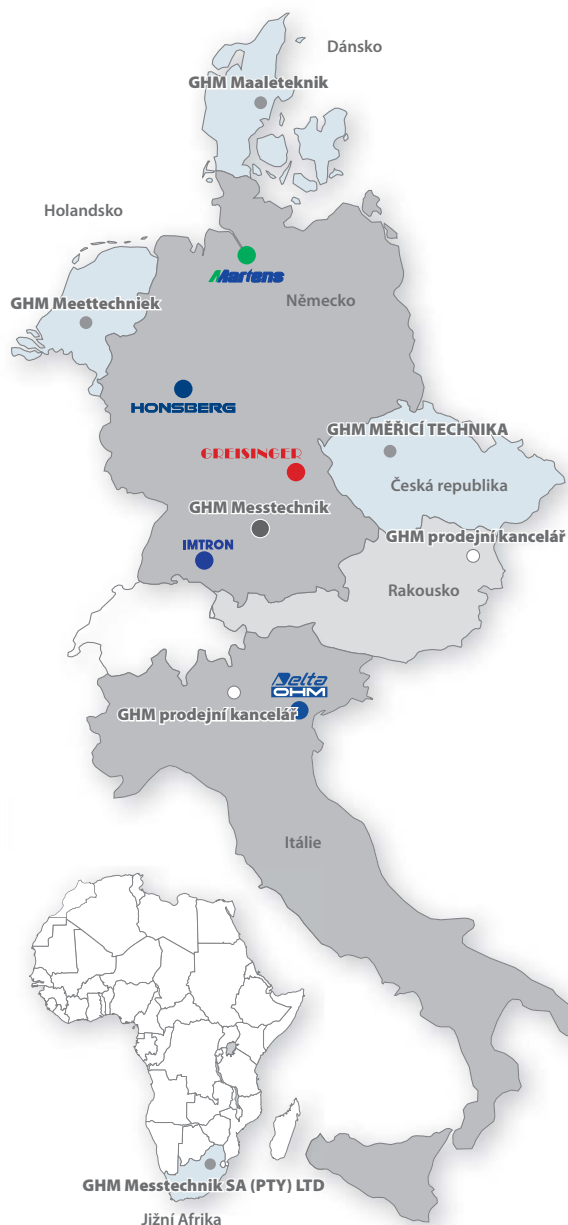 Dánsko
GHM Maaleteknik
Holandsko
Martens
GHM Meettechniek
Německo
HONSBERG
GHM MĚŘICÍ TECHNIKA
GREISINGER
Česká republika
GHM Messtechnik
GHM prodejní kancelář
IMTRON
Rakousko
Delta
OHM
GHM prodejní kancelář
Itálie
GHM Messtechnik SA (PTY) LTD
Jižní Afrika